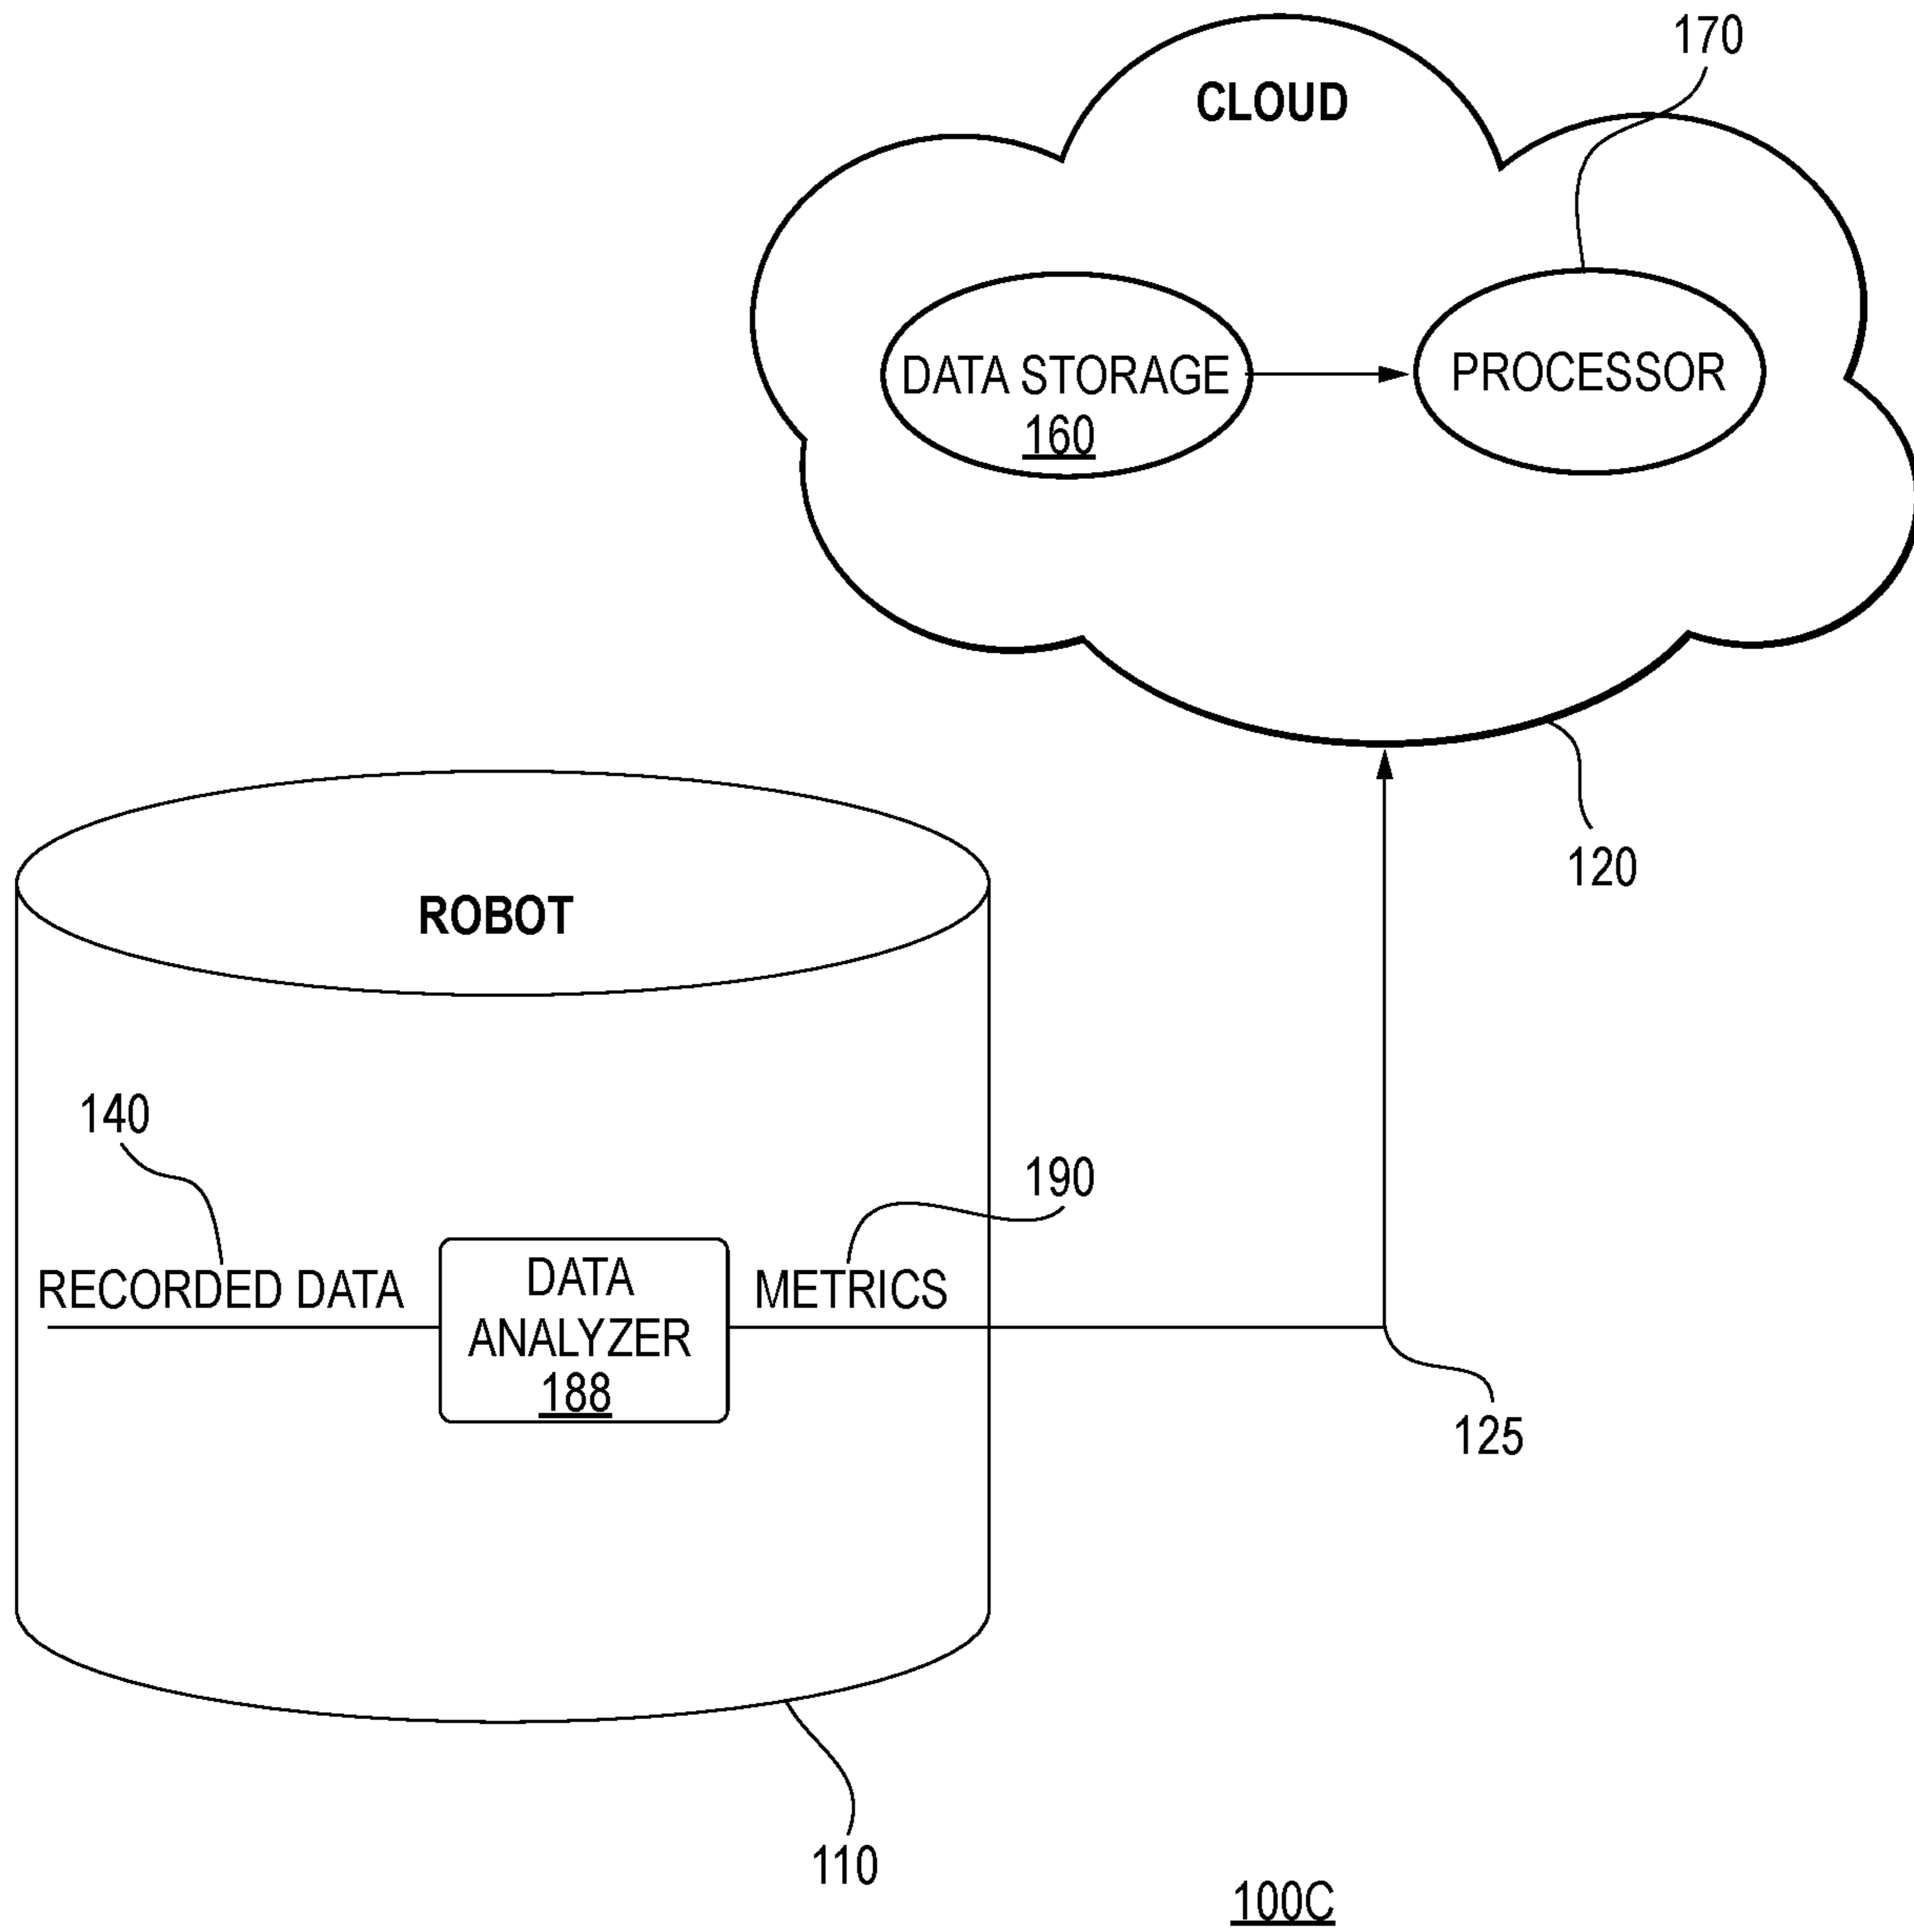 170
CLOUD
DATA STORAGE
160
PROCESSOR
120
ROBOT
140
190
RECORDED DATA
DATA
ANALYZER
188
METRICS
125
110
100C